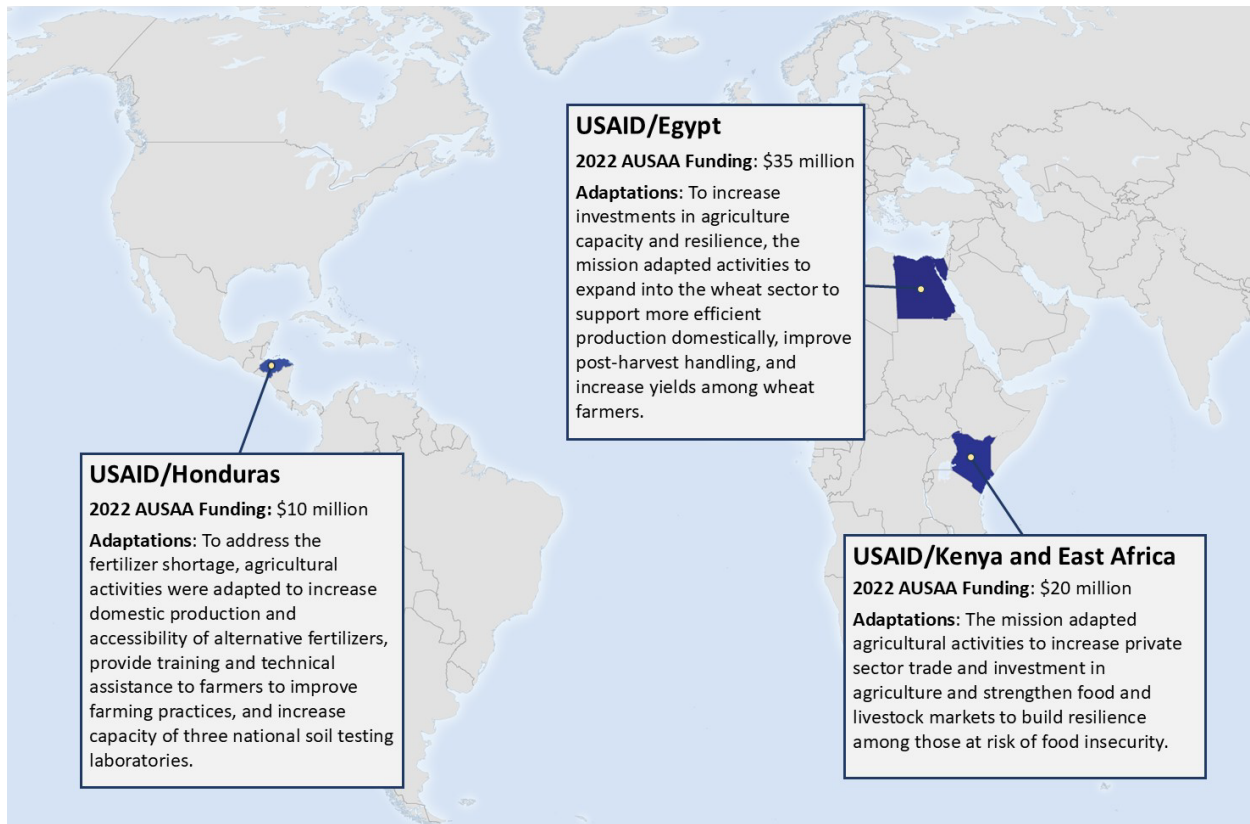 USAID/Egypt
2022 AUSAA Funding: $35 million
Adaptations: To increase
investments in agriculture
capacity and resilience, the
mission adapted activities to
expand into the wheat sector to
support more efficient
production domestically, improve
post-harvest handling, and
increase yields among wheat
farmers.
USAID/Honduras
2022 AUSAA Funding: $10 million
Adaptations: To address the
fertilizer shortage, agricultural
activities were adapted to increase
domestic production and
accessibility of alternative fertilizers,
provide training and technical
assistance to farmers to improve
farming practices, and increase
capacity of three national soil testing
laboratories.
USAID/Kenya and East Africa
2022 AUSAA Funding: $20 million
Adaptations: The mission adapted
agricultural activities to increase private
sector trade and investment in
agriculture and strengthen food and
livestock markets to build resilience
among those at risk of food insecurity.